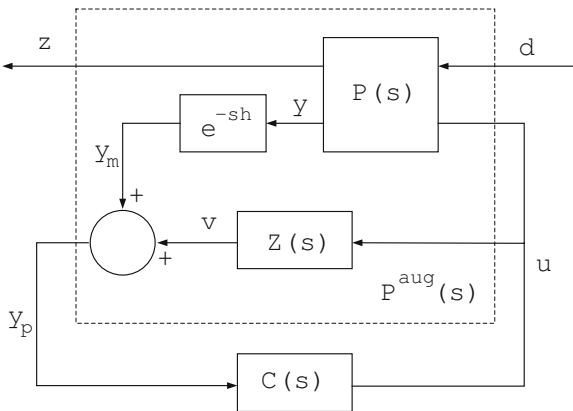 z
d
P(s)
y
e^{-sh}
y_m
+
v
+
Z(s)
P^{aug}(s)
u
y_p
C(s)